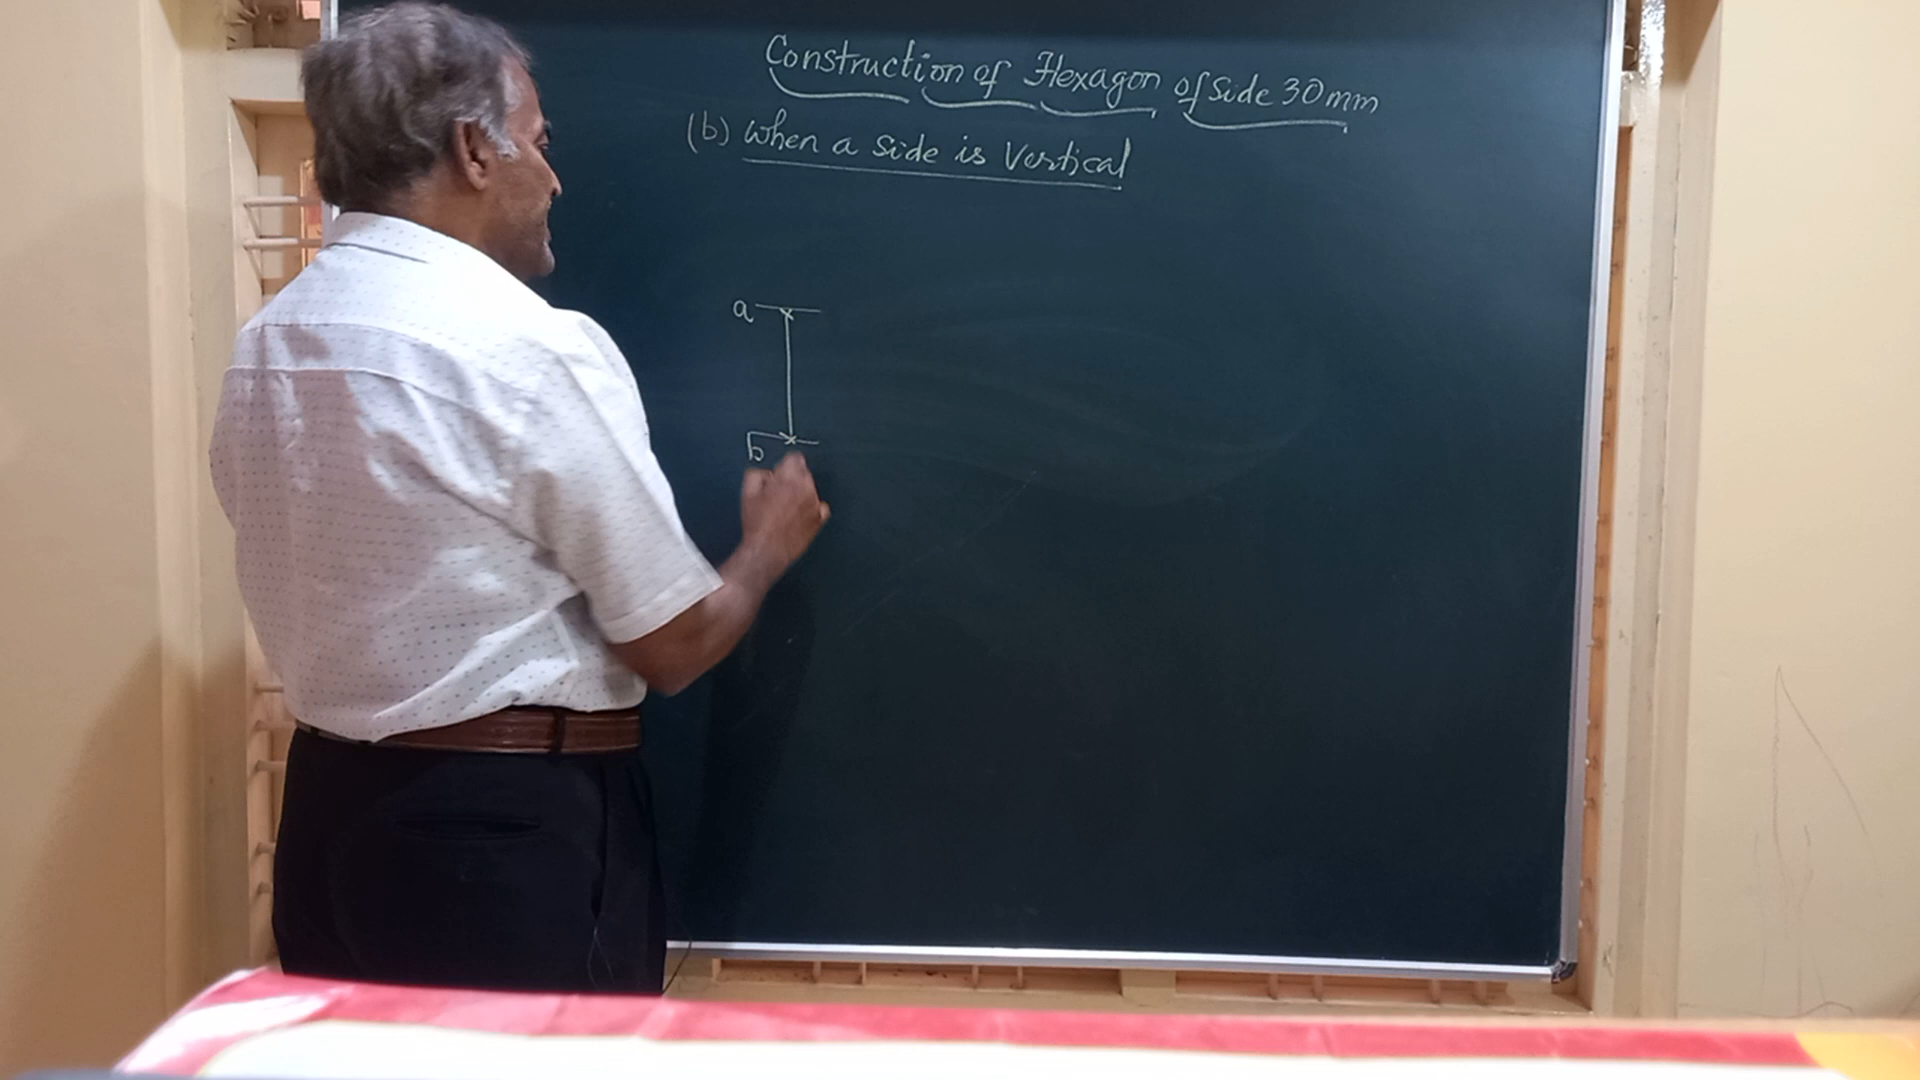 Construction of Hexagon of Side 30mm
(b) When a Side is Vertical
a
b